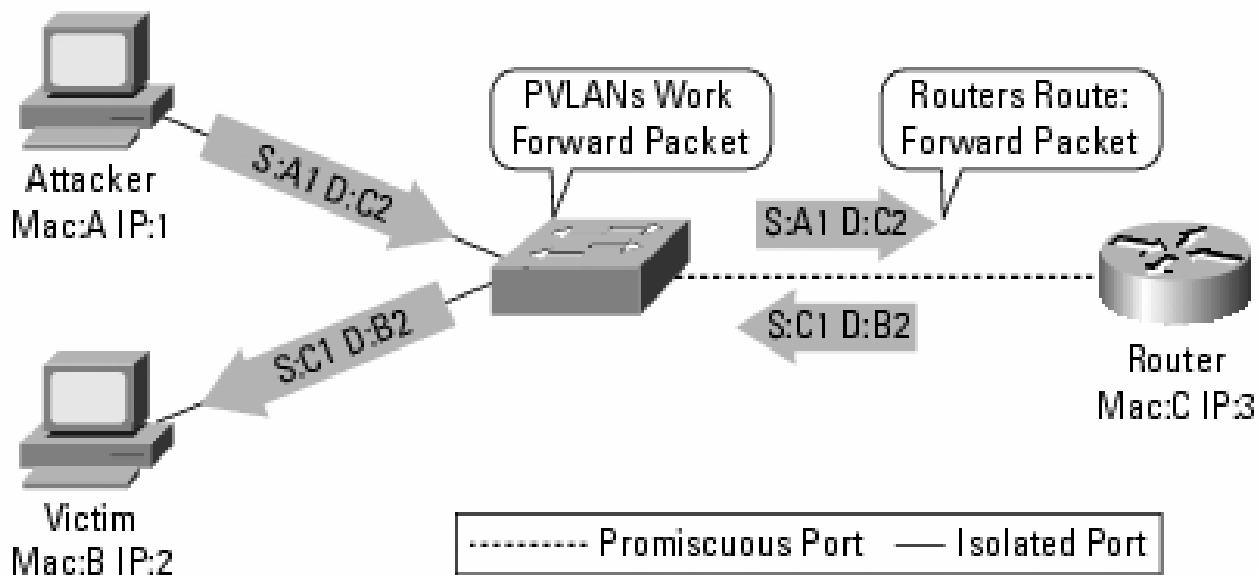 PVLANs Work
Forward Packet
Routers Route:
Forward Packet
Attacker
Mac:A IP:1
S:A1 D:C2
S:A1 D:C2
S:C1 D:B2
S:C1 D:B2
Router
Mac:C IP:3
Victim
Mac:B IP:2
Promiscuous Port
Isolated Port